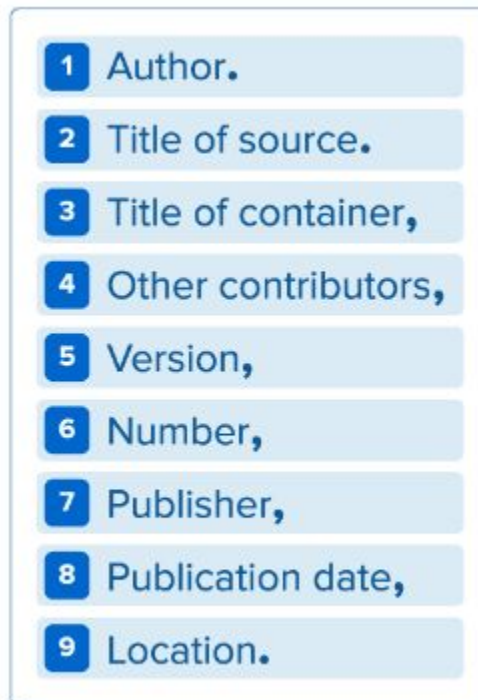 1 Author.
2 Title of source.
3 Title of container,
4 Other contributors,
5 Version,
6 Number,
7 Publisher,
8 Publication date,
9 Location.